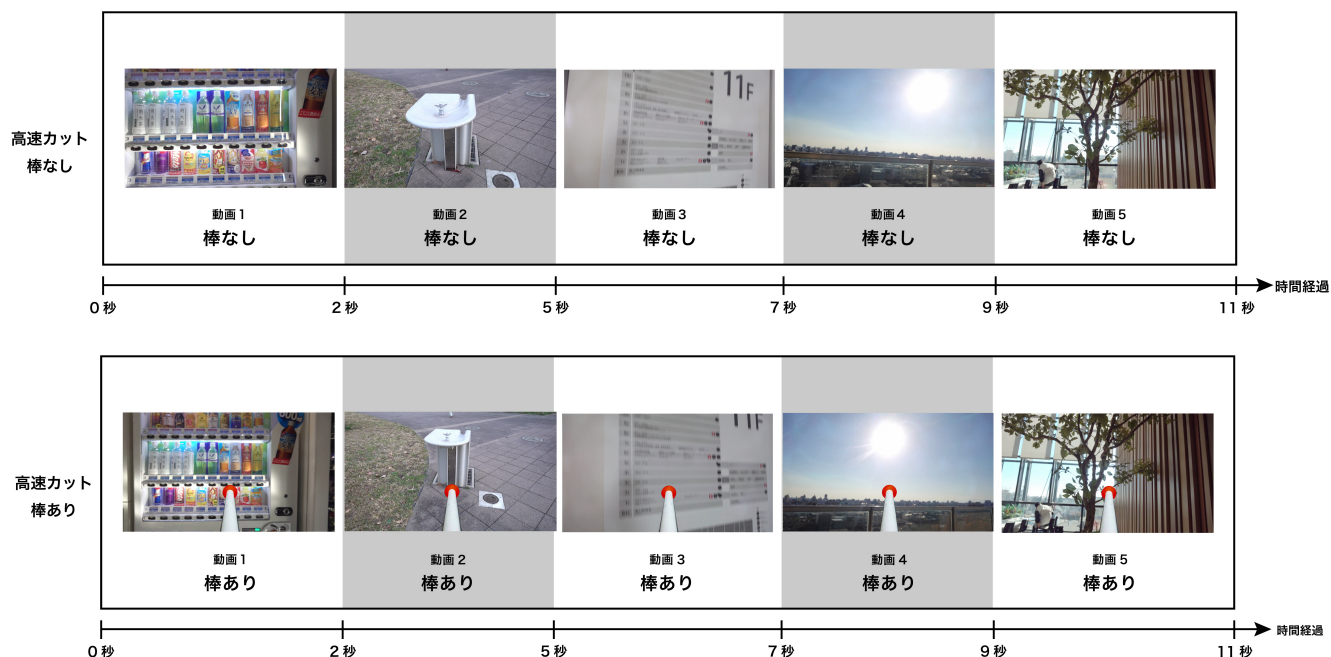 高速カット
棒なし
11F
動画1
動画2
動画3
動画4
動画5
棒なし
棒なし
棒なし
棒なし
棒なし
0秒
2秒
5秒
7秒
9秒
11秒
時間経過
高速カット
棒あり
動画1
動画2
動画3
動画4
動画5
棒あり
棒あり
棒あり
棒あり
棒あり
0秒
2秒
5秒
7秒
9秒
11秒
時間経過